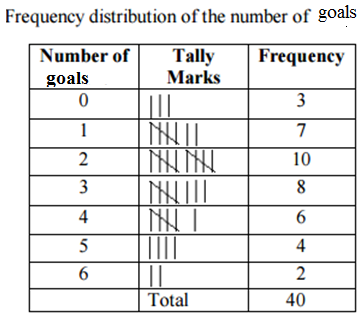 Frequency distribution of the number of goals
Number of goals Tally Marks Frequency
0 3
1 7
2 10
3 8
4 6
5 4
6 2
Total 40